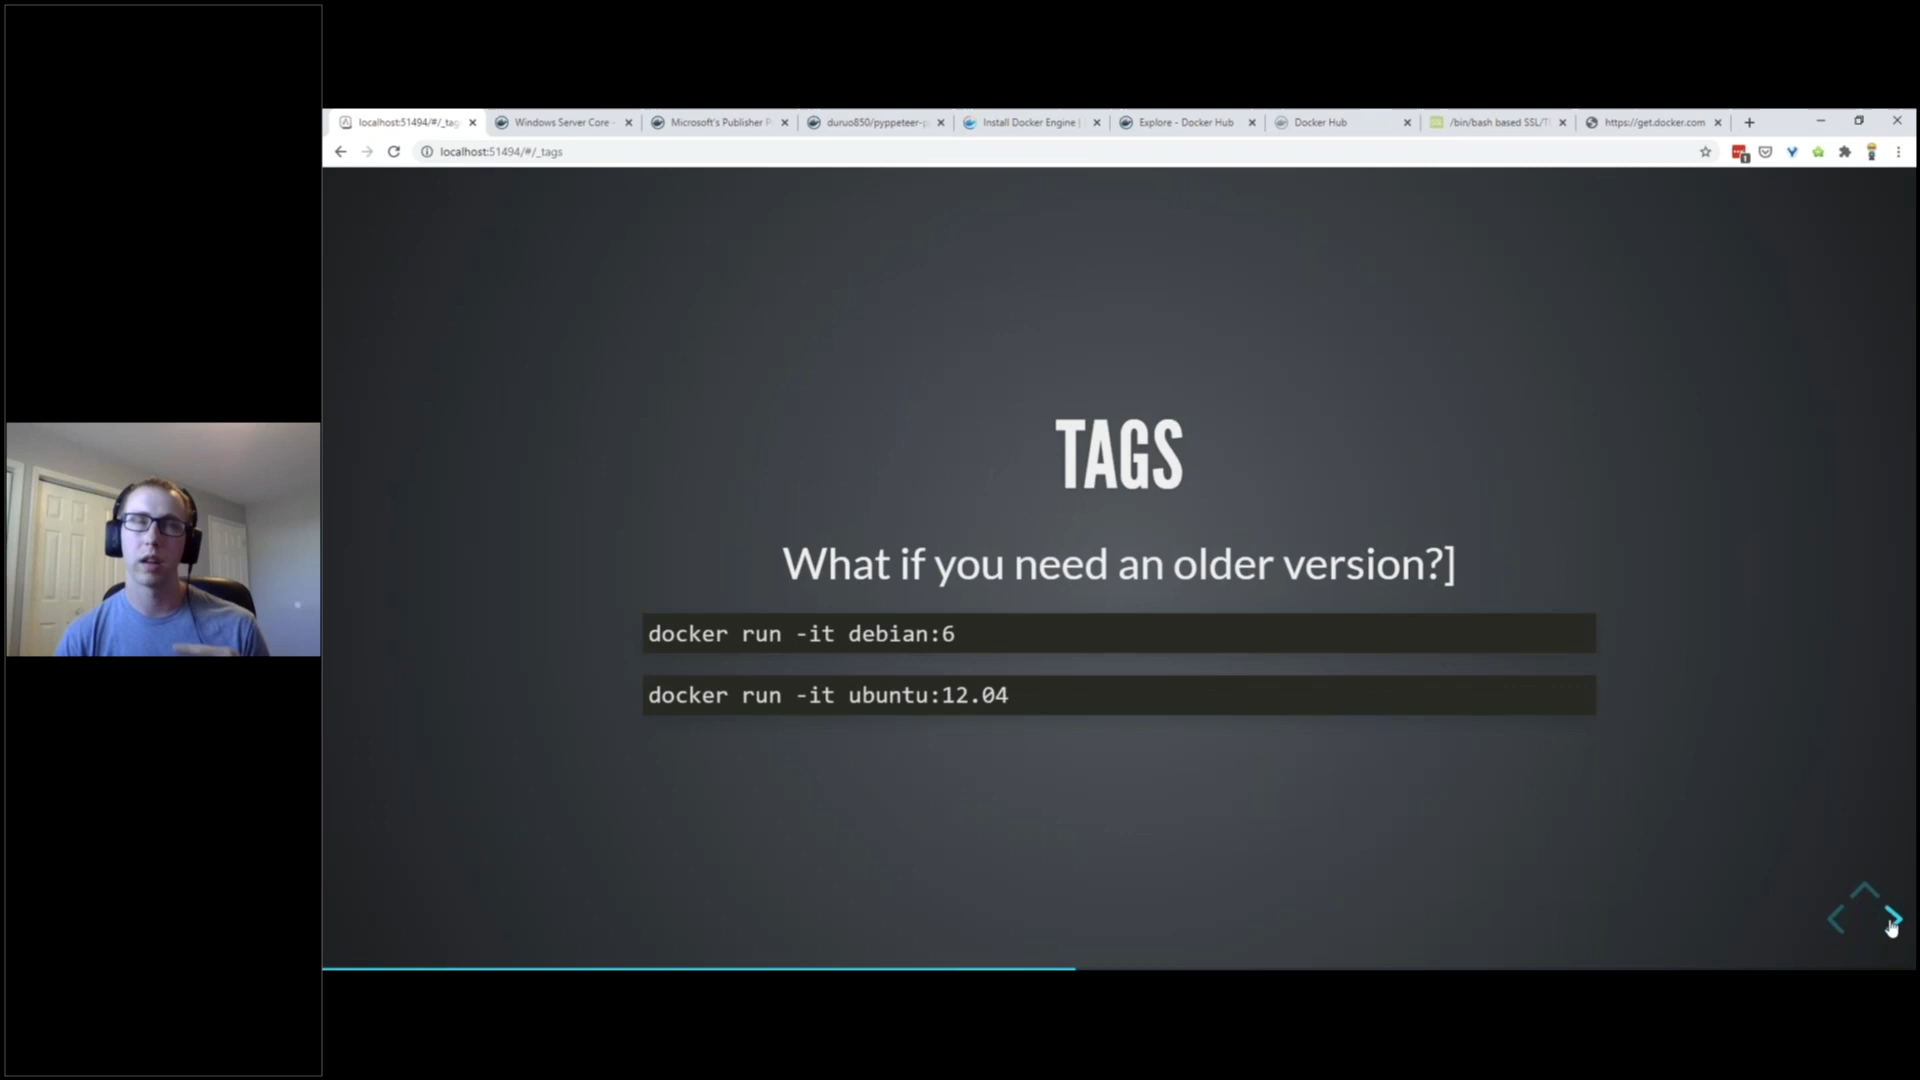 localhost:51494/#/_tag
Windows Server Core -
Microsoft's Publisher P
duruo850/pyppeteer-p
Install Docker Engine |
Explore - Docker Hub
Docker Hub
/bin/bash based SSL/T
https://get.docker.com
localhost:51494/#/_tags
TAGS
What if you need an older version?]
docker run -it debian:6
docker run -it ubuntu:12.04